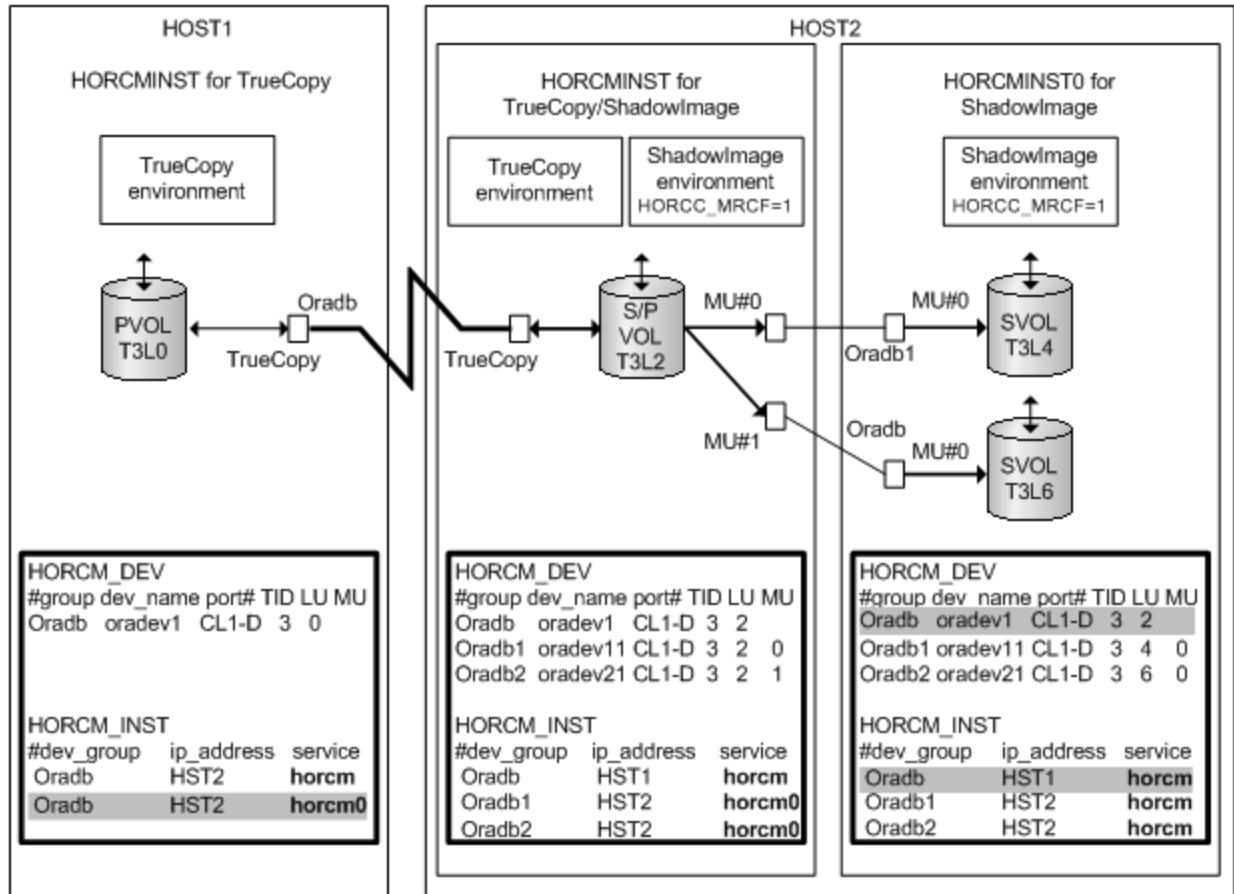 HOST1
HORCMINST for TrueCopy
TrueCopy
environment
PVOL
T3L0
Oradb
TrueCopy
HORCM_DEV
#group dev_name port# TID LU MU
Oradb oradev1 CL1-D 3 0
HORCM_INST
#dev_group ip_address service
Oradb HST2 horcm
Oradb HST2 horcm0
HOST2
HORCMINST for
TrueCopy/ShadowImage
TrueCopy
environment
ShadowImage
environment
HORCC_MRCF=1
TrueCopy
S/P
VOL
T3L2
MU#0
MU#1
HORCM_DEV
#group dev_name port# TID LU MU
Oradb oradev1 CL1-D 3 2
Oradb1 oradev11 CL1-D 3 2 0
Oradb2 oradev21 CL1-D 3 2 1
HORCM_INST
#dev_group ip_address service
Oradb HST1 horcm
Oradb1 HST2 horcm0
Oradb2 HST2 horcm0
HORCMINST0 for
ShadowImage
ShadowImage
environment
HORCC_MRCF=1
MU#0
Oradb1
SVOL
T3L4
Oradb
MU#0
SVOL
T3L6
HORCM_DEV
#group dev_name port# TID LU MU
Oradb oradev1 CL1-D 3 2
Oradb1 oradev11 CL1-D 3 4 0
Oradb2 oradev21 CL1-D 3 6 0
HORCM_INST
#dev_group ip_address service
Oradb HST1 horcm
Oradb1 HST2 horcm
Oradb2 HST2 horcm